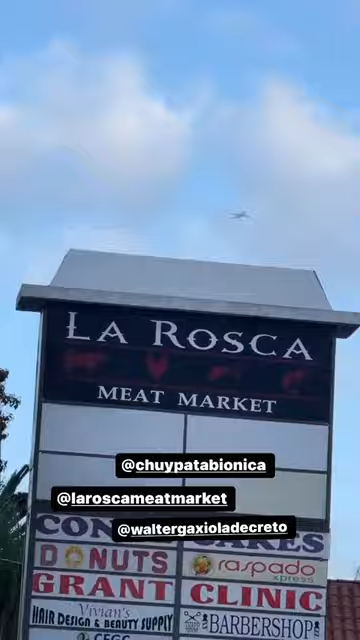 LA ROSCA
MEAT MARKET
@chuypatabionica
@laroscameatmarket
@waltergaxioladecreto
DONUTS
raspado
xpress
GRANT CLINIC
Vivian's
HAIR DESIGN & BEAUTY SUPPLY
BARBERSHOP